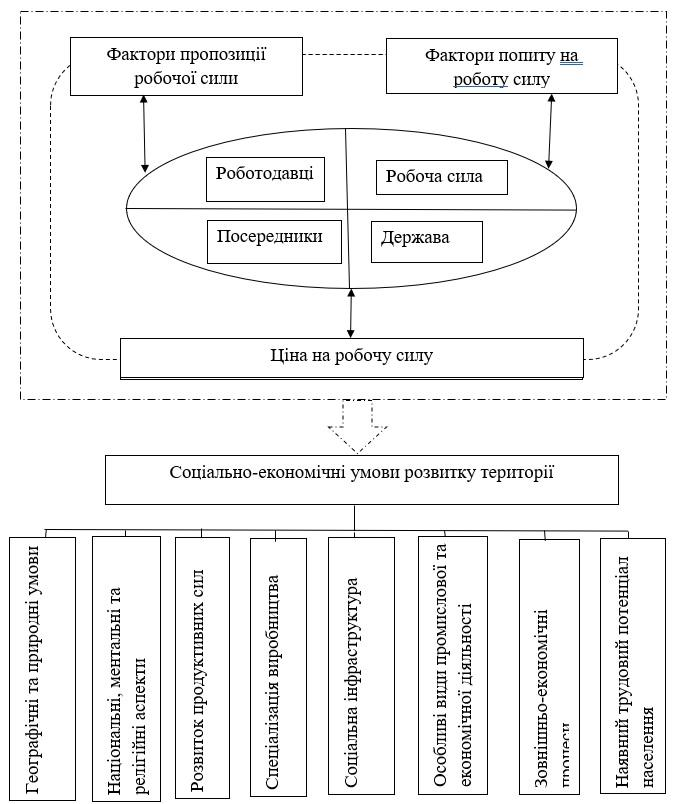 Фактори пропозиції
робочої сили
Фактори попиту на
роботу силу
Роботодавці
Робоча сила
Посередники
Держава
Ціна на робочу силу
Соціально-економічні умови розвитку території
Географічні та природні умови
Національні, ментальні та
релігійні аспекти
Розвиток продуктивних сил
Спеціалізація виробництва
Соціальна інфраструктура
Особливі види промислової та
економічної діяльності
Зовнішньо-економічні
процеси
Наявний трудовий потенціал
населення